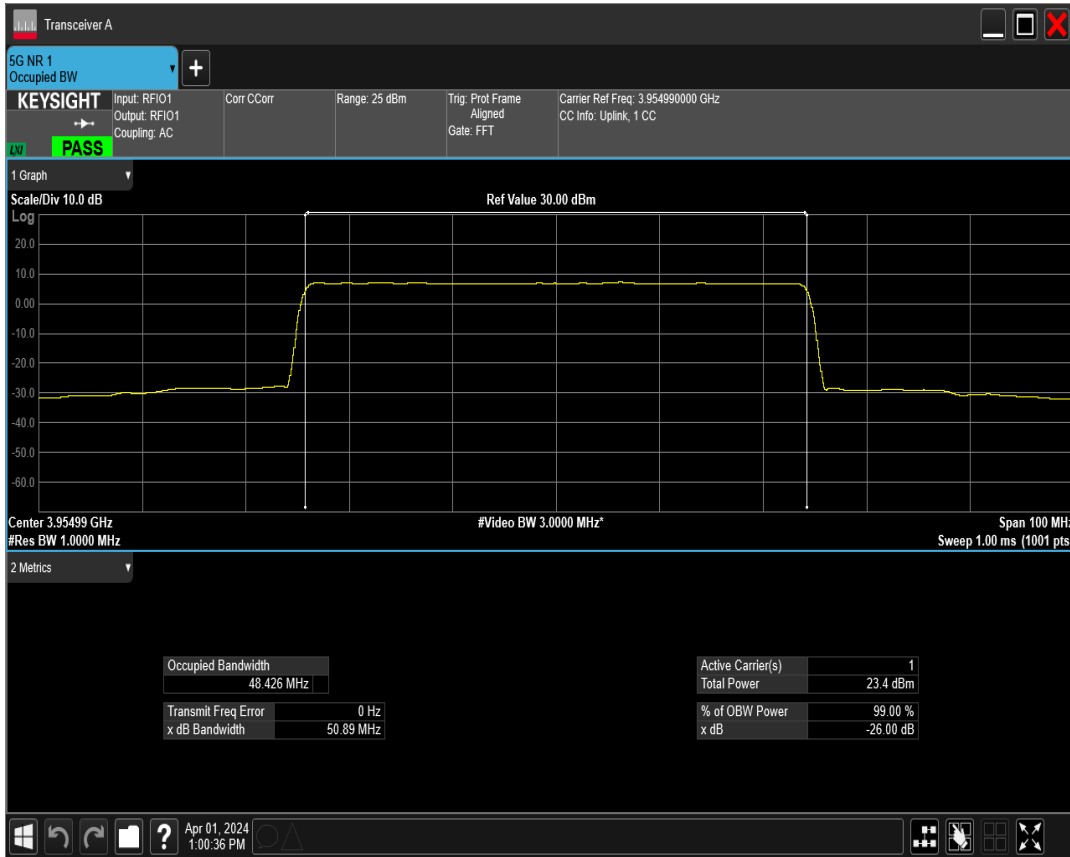 Transceiver A
5G NR 1
Occupied BW
KEYSIGHT
LXI
PASS
Input: RFIO1
Output: RFIO1
Coupling: AC
Corr CCorr
Range: 25 dBm
Trig: Prot Frame
Aligned
Gate: FFT
Carrier Ref Freq: 3.954990000 GHz
CC Info: Uplink, 1 CC
1 Graph
Scale/Div 10.0 dB
Ref Value 30.00 dBm
Log
20.0
10.0
0.00
-10.0
-20.0
-30.0
-40.0
-50.0
-60.0
Center 3.95499 GHz
#Video BW 3.0000 MHz*
Span 100 MHz
#Res BW 1.0000 MHz
Sweep 1.00 ms (1001 pts
2 Metrics
Occupied Bandwidth
48.426 MHz
Transmit Freq Error 0 Hz
x dB Bandwidth 50.89 MHz
Active Carrier(s) 1
Total Power 23.4 dBm
% of OBW Power 99.00 %
x dB -26.00 dB
?
Apr 01, 2024
1:00:36 PM